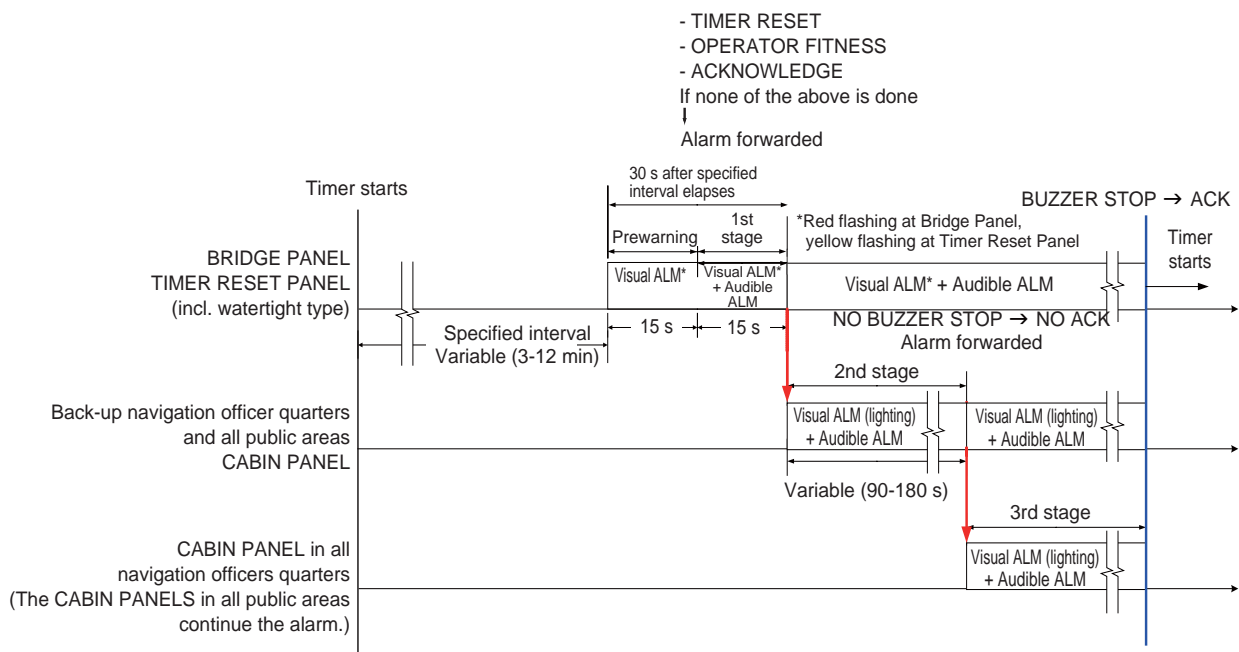 - TIMER RESET
- OPERATOR FITNESS
- ACKNOWLEDGE
If none of the above is done
Alarm forwarded
30 s after specified
interval elapses
Timer starts
BUZZER STOP → ACK
1st
stage
Prewarning
*Red flashing at Bridge Panel,
yellow flashing at Timer Reset Panel
Timer
starts
BRIDGE PANEL
TIMER RESET PANEL
(incl. watertight type)
Visual ALM*
Visual ALM*
+ Audible
ALM
Visual ALM* + Audible ALM
15 s
15 s
NO BUZZER STOP → NO ACK
Alarm forwarded
Specified interval
Variable (3-12 min)
2nd stage
Back-up navigation officer quarters
and all public areas
CABIN PANEL
Visual ALM (lighting)
+ Audible ALM
Visual ALM (lighting)
+ Audible ALM
Variable (90-180 s)
3rd stage
CABIN PANEL in all
navigation officers quarters
(The CABIN PANELS in all public areas
continue the alarm.)
Visual ALM (lighting)
+ Audible ALM